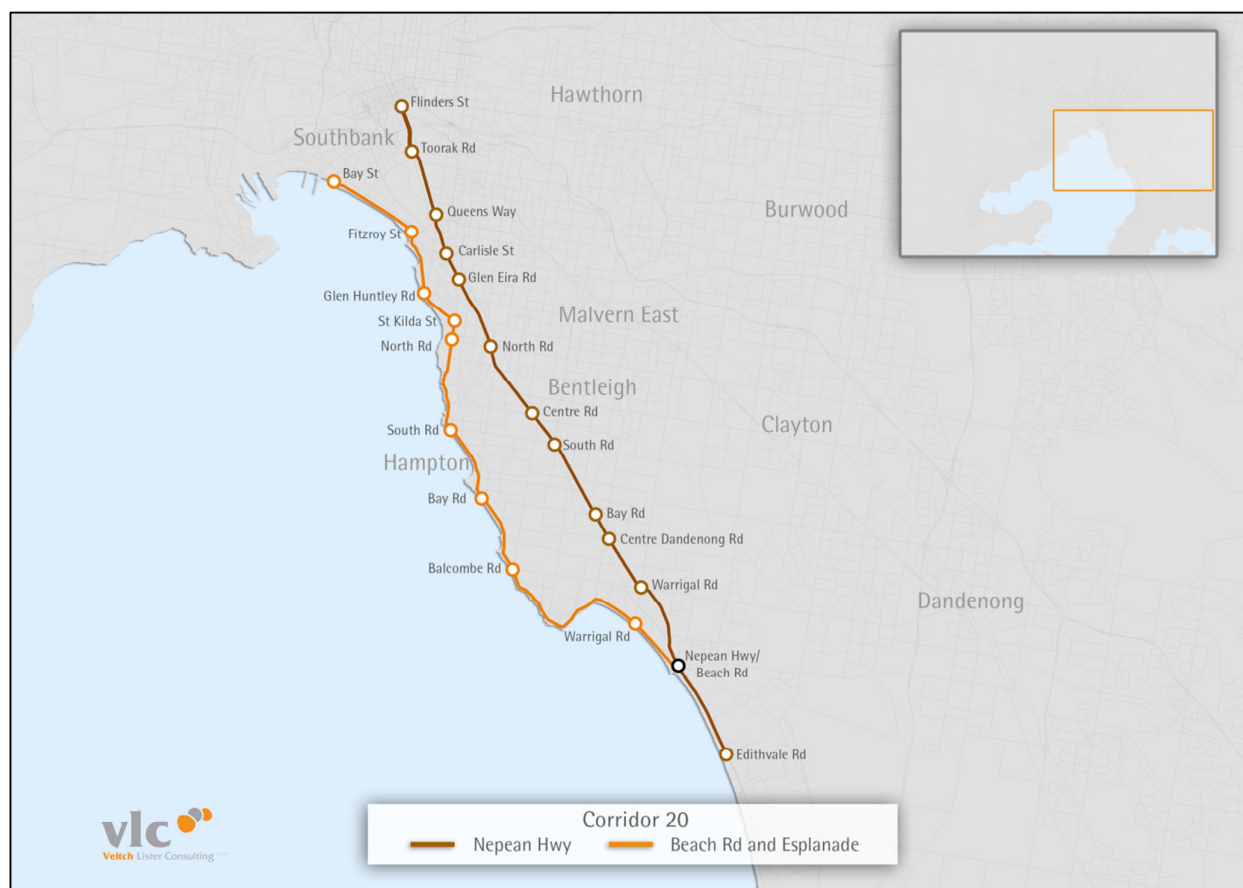 Flinders St
Hawthorn
Southbank
Toorak Rd
Bay St
Queens Way
Burwood
Fitzroy St
Carlisle St
Glen Eira Rd
Glen Huntley Rd
St Kilda St
Malvern East
North Rd
North Rd
Bentleigh
Centre Rd
Clayton
South Rd
South Rd
Hampton
Bay Rd
Bay Rd
Centre Dandenong Rd
Balcombe Rd
Warrigal Rd
Dandenong
Warrigal Rd
Nepean Hwy/
Beach Rd
Edithvale Rd
Corridor 20
Nepean Hwy
Beach Rd and Esplanade
vlc
Veitch Lister Consulting